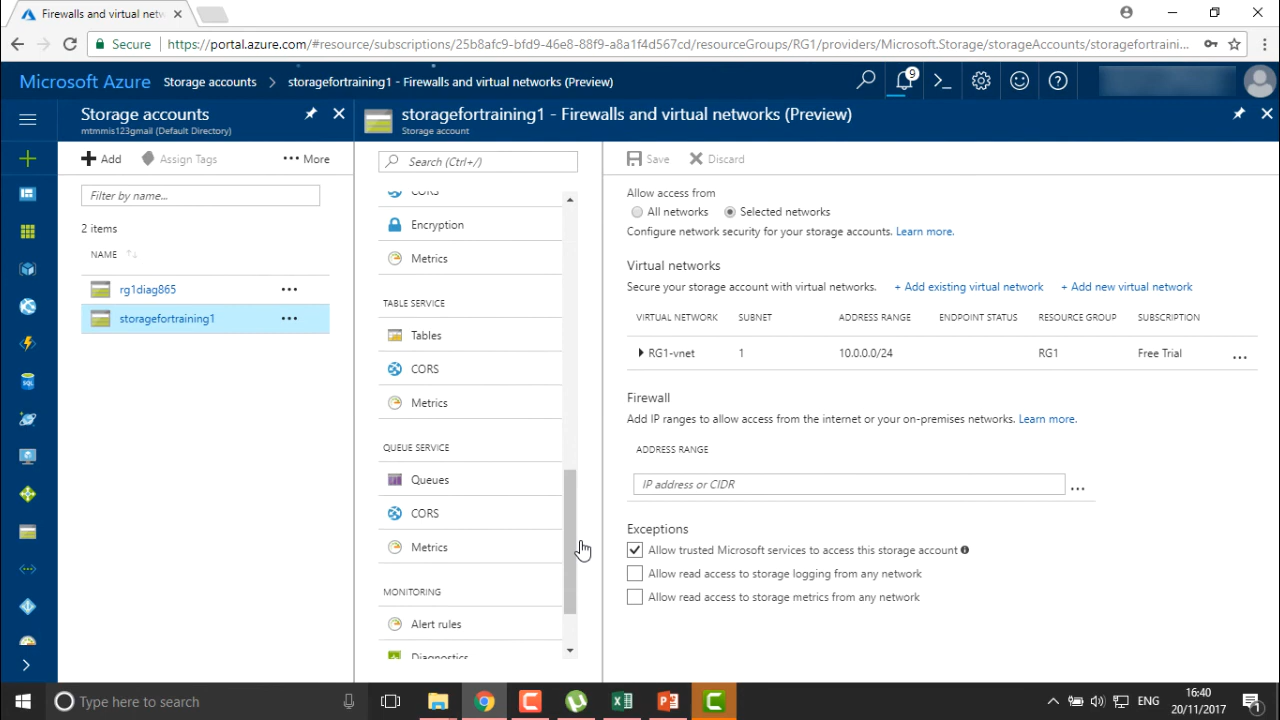 Firewalls and virtual netw
Secure
https://portal.azure.com/#resource/subscriptions/25b8afc9-bfd9-46e8-88f9-a8a1f4d567cd/resourceGroups/RG1/providers/Microsoft.Storage/storageAccounts/storagefortraini...
Microsoft Azure
Storage accounts
storagefortraining1 - Firewalls and virtual networks (Preview)
9
Storage accounts
mtmmis123gmail (Default Directory)
Add
Assign Tags
More
Filter by name...
2 items
NAME
rg1diag865
storagefortraining1
storagefortraining1 - Firewalls and virtual networks (Preview)
Storage account
Search (Ctrl+/)
CORS
Encryption
Metrics
TABLE SERVICE
Tables
CORS
Metrics
QUEUE SERVICE
Queues
CORS
Metrics
MONITORING
Alert rules
Diagnostics
Save
Discard
Allow access from
All networks
Selected networks
Configure network security for your storage accounts. Learn more.
Virtual networks
Secure your storage account with virtual networks. + Add existing virtual network + Add new virtual network
VIRTUAL NETWORK SUBNET ADDRESS RANGE ENDPOINT STATUS RESOURCE GROUP SUBSCRIPTION
RG1-vnet 1 10.0.0.0/24 RG1 Free Trial ...
Firewall
Add IP ranges to allow access from the internet or your on-premises networks. Learn more.
ADDRESS RANGE
IP address or CIDR
Exceptions
Allow trusted Microsoft services to access this storage account
Allow read access to storage logging from any network
Allow read access to storage metrics from any network
SQL
Type here to search
ENG
16:40
20/11/2017
1